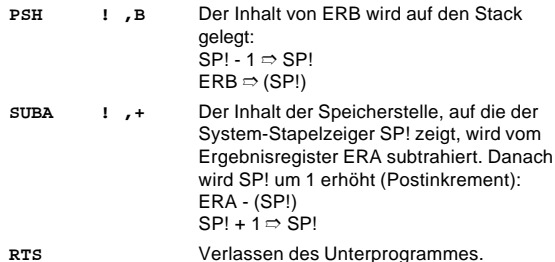 PSH ! ,B Der Inhalt von ERB wird auf den Stack
gelegt:
SP! - 1 ⇨ SP!
ERB ⇨ (SP!)
SUBA ! ,+ Der Inhalt der Speicherstelle, auf die der
System-Stapelzeiger SP! zeigt, wird vom
Ergebnisregister ERA subtrahiert. Danach
wird SP! um 1 erhöht (Postinkrement):
ERA - (SP!)
SP! + 1 ⇨ SP!
RTS Verlassen des Unterprogrammes.